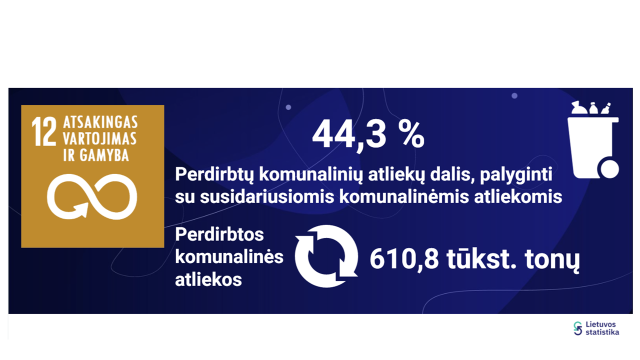 12 ATSAKINGAS
VARTOJIMAS
IR GAMYBA
44,3 %
Perdirbtų komunalinių atliekų dalis, palyginti
su susidariusiomis komunalinėmis atliekomis
Perdirbtos
komunalinės
atliekos
610,8 tūkst. tonų
Lietuvos
statistika